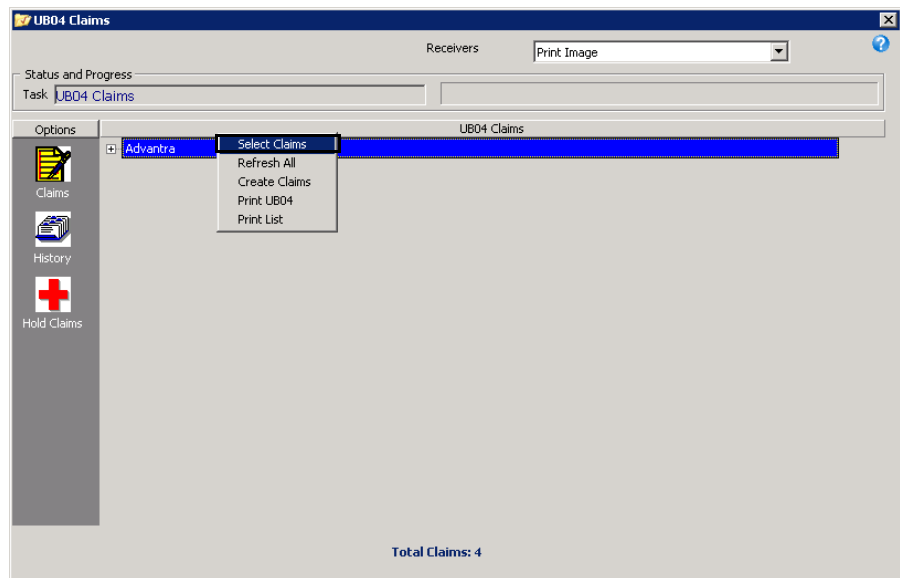 UB04 Claims
Receivers Print Image
Status and Progress
Task UB04 Claims
Options UB04 Claims
Advantra
Select Claims
Refresh All
Create Claims
Print UB04
Print List
Claims
History
Hold Claims
Total Claims: 4